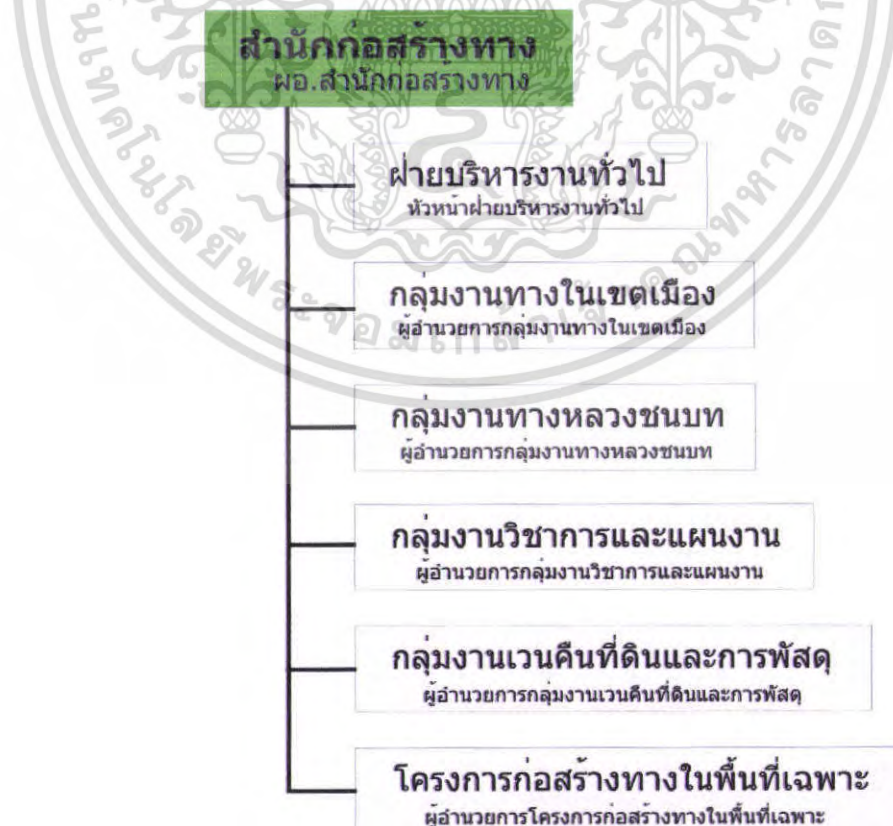 สำนักก่อสร้างทาง
ผอ.สำนักก่อสร้างทาง
ฝ่ายบริหารงานทั่วไป
หัวหน้าฝ่ายบริหารงานทั่วไป
กลุ่มงานทางในเขตเมือง
ผู้อำนวยการกลุ่มงานทางในเขตเมือง
กลุ่มงานทางหลวงชนบท
ผู้อำนวยการกลุ่มงานทางหลวงชนบท
กลุ่มงานวิชาการและแผนงาน
ผู้อำนวยการกลุ่มงานวิชาการและแผนงาน
กลุ่มงานเวนคืนที่ดินและการพัสดุ
ผู้อำนวยการกลุ่มงานเวนคืนที่ดินและการพัสดุ
โครงการก่อสร้างทางในพื้นที่เฉพาะ
ผู้อำนวยการโครงการก่อสร้างทางในพื้นที่เฉพาะ